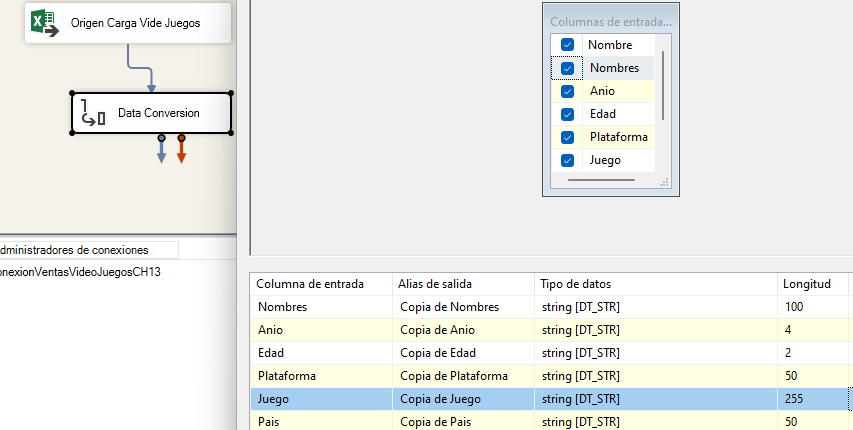 Origen Carga Vide Juegos
Data Conversion
dministradores de conexiones
onexionVentasVideoJuegosCH13
Columnas de entrada...
Nombre
Nombres
Anio
Edad
Plataforma
Juego
Columna de entrada Alias de salida Tipo de datos Longitud
Nombres Copia de Nombres string [DT_STR] 100
Anio Copia de Anio string [DT_STR] 4
Edad Copia de Edad string [DT_STR] 2
Plataforma Copia de Plataforma string [DT_STR] 50
Juego Copia de Juego string [DT_STR] 255
Pais Copia de Pais string [DT_STR] 50